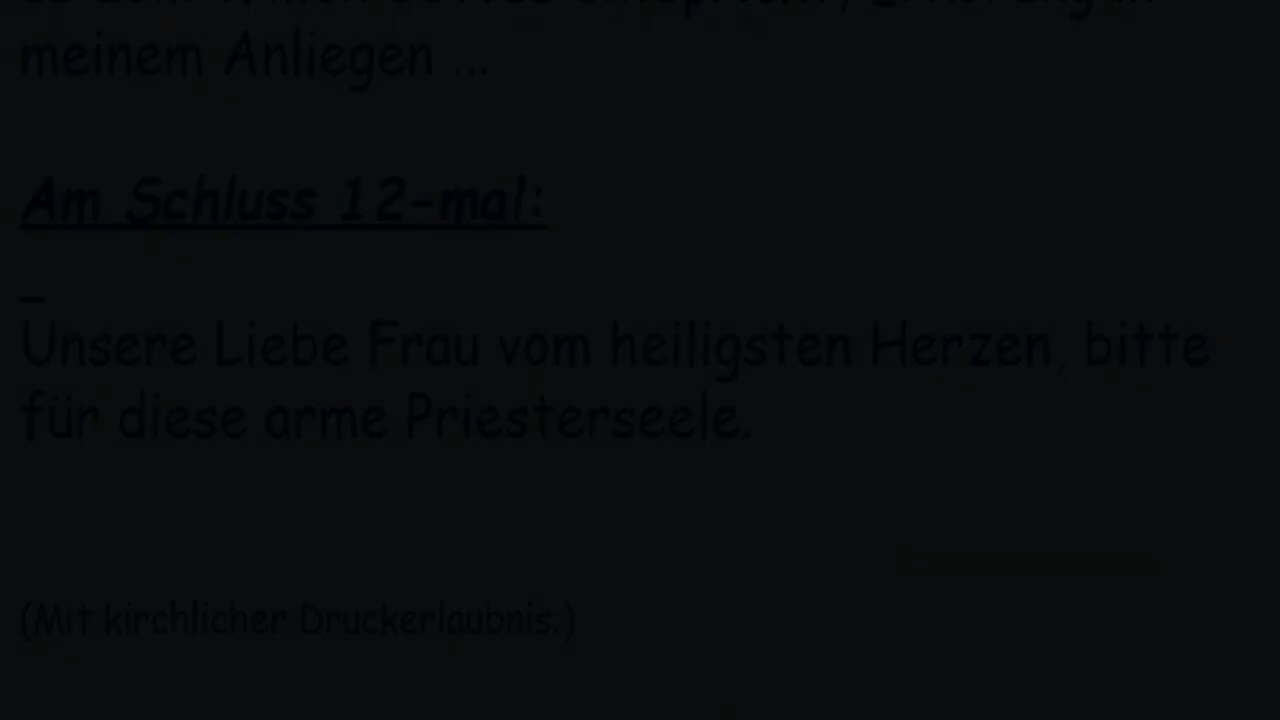 meinem Anliegen ...
Am Schluss 12-mal:
_
Unsere Liebe Frau vom heiligsten Herzen, bitte
für diese arme Priesterseele.
(Mit kirchlicher Druckerlaubnis.)